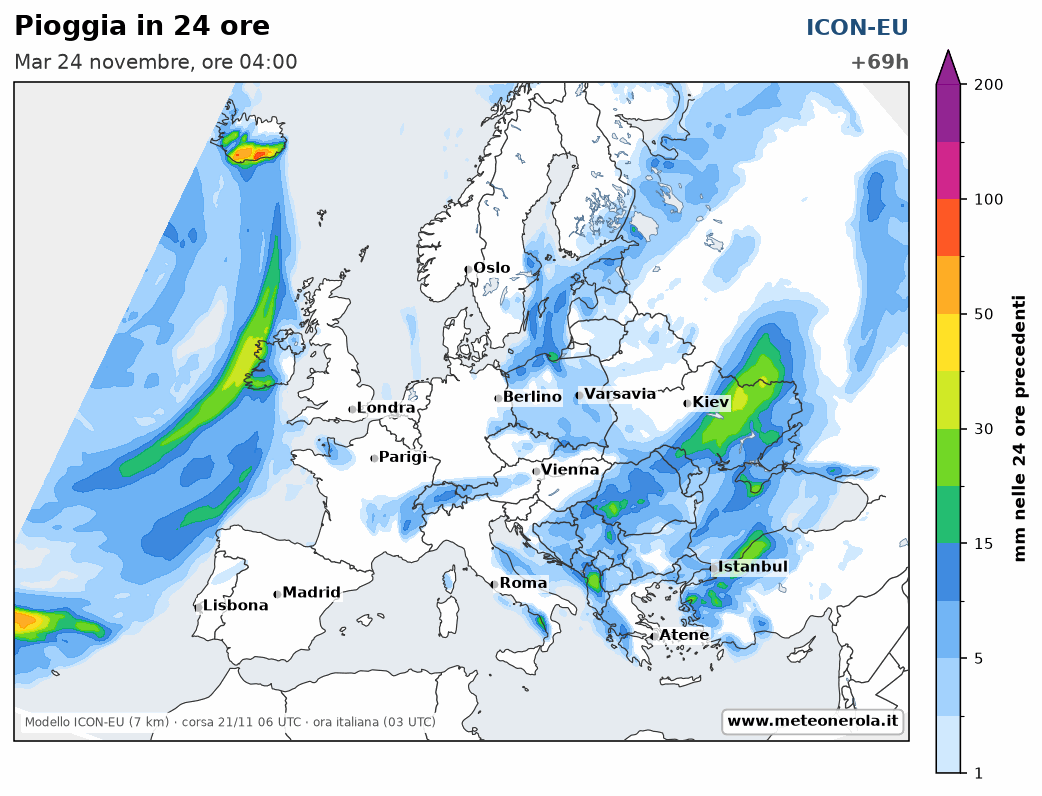 Pioggia in 24 ore
ICON-EU
Mar 24 novembre, ore 04:00
+69h
200
100
50
30
15
5
1
mm nelle 24 ore precedenti
Oslo
Londra
Berlino
Varsavia
Kiev
Parigi
Vienna
Istanbul
Roma
Madrid
Lisbona
Atene
Modello ICON-EU (7 km) · corsa 21/11 06 UTC · ora italiana (03 UTC)
www.meteonerola.it